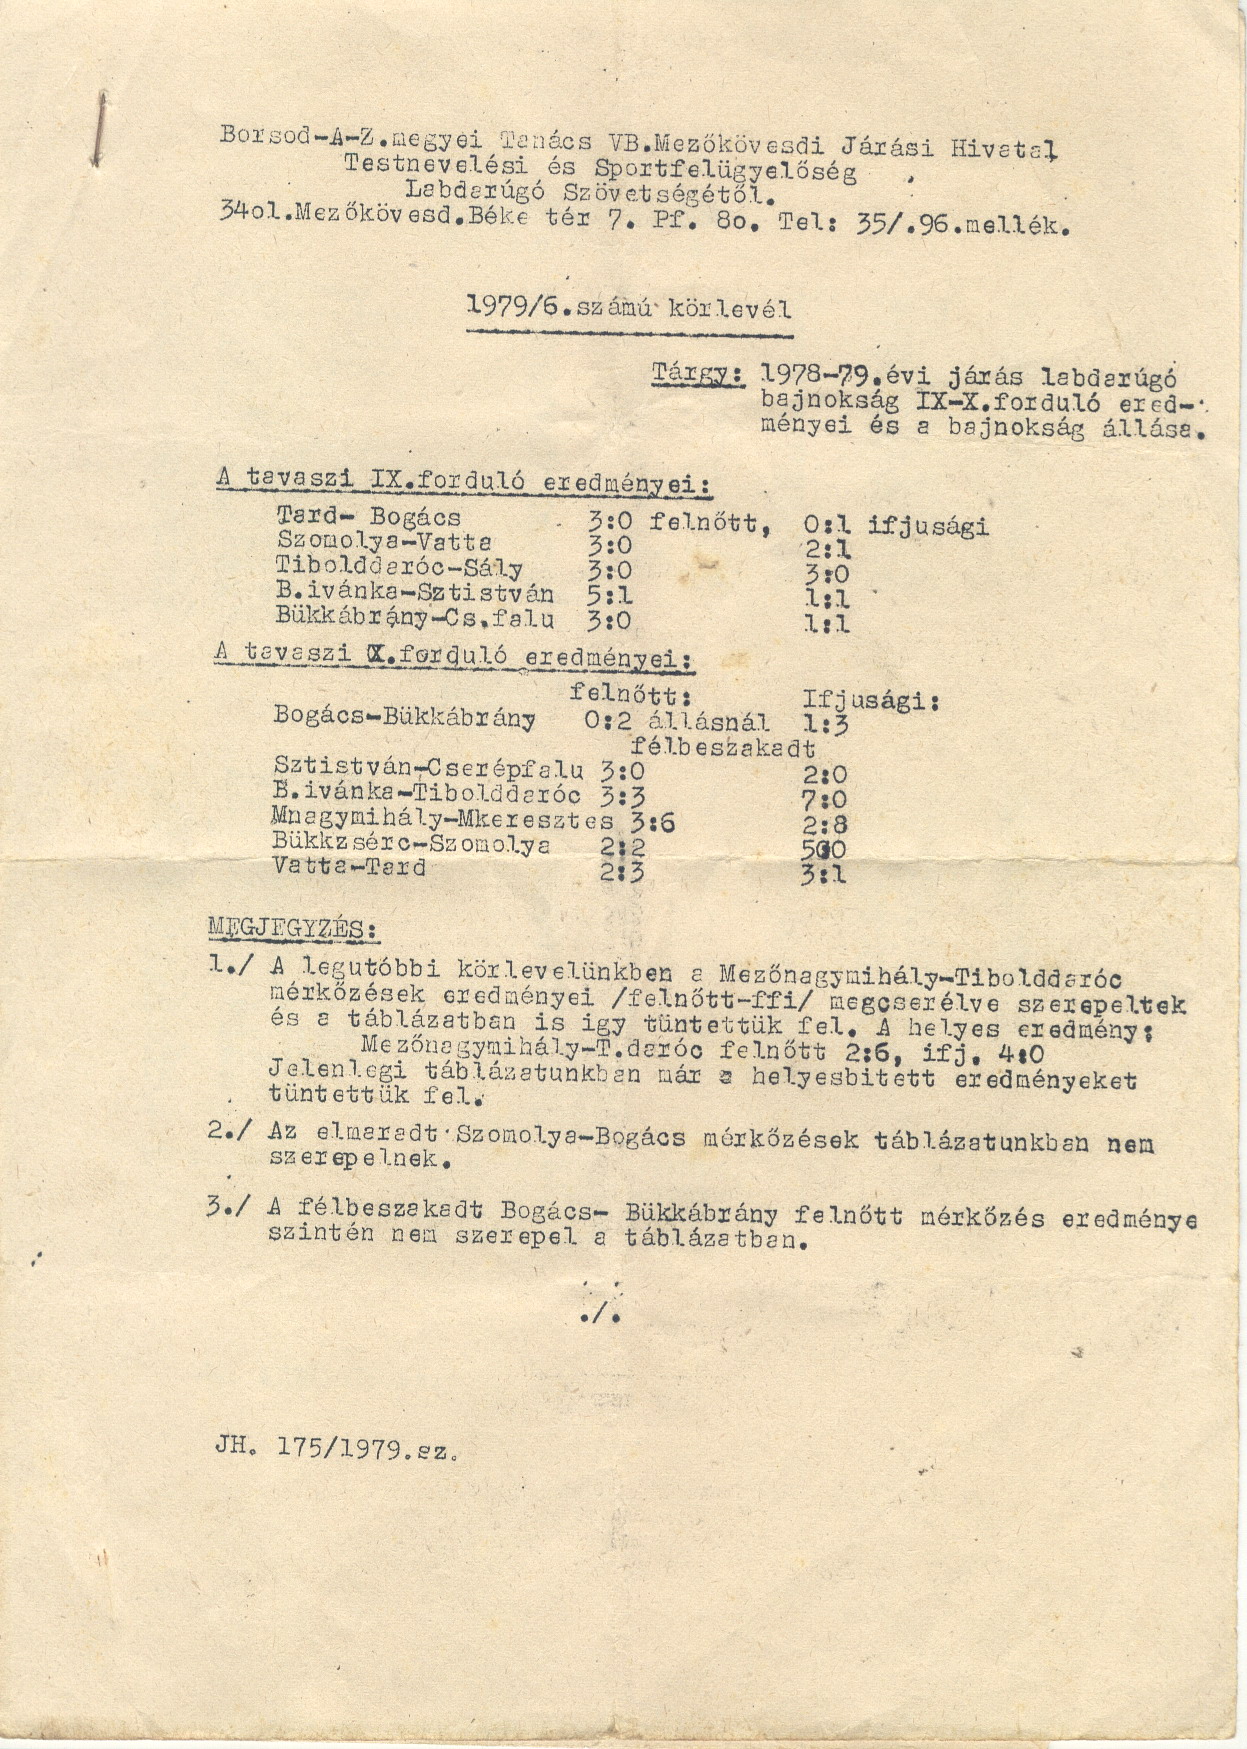 Borsod-A-Z.megyei Tanács VB.Mezőkövesdi Járási Hivatal
Testnevelési és Sportfelügyelőség
Labdarúgó Szövetségétől.
34ol.Mezőkövesd.Béke tér 7. Pf. 8o. Tel: 35/.96.mellék.
1979/6.számú körlevél
Tárgy: 1978-79.évi járás labdarúgó
bajnokság IX-X.forduló ered-
ményei és a bajnokság állása.
A tavaszi IX.forduló eredményei:
Tard- Bogács 3:0 felnőtt, 0:1 ifjusági
Szomolya-Vatta 3:0 2:1
Tibolddaróc-Sály 3:0 3:0
B.ivánka-Sztistván 5:1 1:1
Bükkábrány-Cs.falu 3:0 1:1
A tavaszi X.forduló eredményei:
felnőtt: Ifjusági:
Bogács-Bükkábrány 0:2 állásnál 1:3
félbeszakadt
Sztistván-Cserépfalu 3:0 2:0
B.ivánka-Tibolddaróc 3:3 7:0
Mnagymihály-Mkeresztes 3:6 2:8
Bükkzsérc-Szomolya 2:2 5:0
Vatta-Tard 2:3 3:1
MEGJEGYZÉS:
1./ A legutóbbi körlevelünkben a Mezőnagymihály-Tibolddaróc
mérkőzések eredményei /felnőtt-ffi/ megcserélve szerepeltek
és a táblázatban is igy tüntettük fel. A helyes eredmény:
Mezőnagymihály-T.daróc felnőtt 2:6, ifj. 4:0
Jelenlegi táblázatunkban már a helyesbitett eredményeket
tüntettük fel.
2./ Az elmaradt Szomolya-Bogács mérkőzések táblázatunkban nem
szerepelnek.
3./ A félbeszakadt Bogács- Bükkábrány felnőtt mérkőzés eredménye
szintén nem szerepel a táblázatban.
./.
JH. 175/1979.sz.